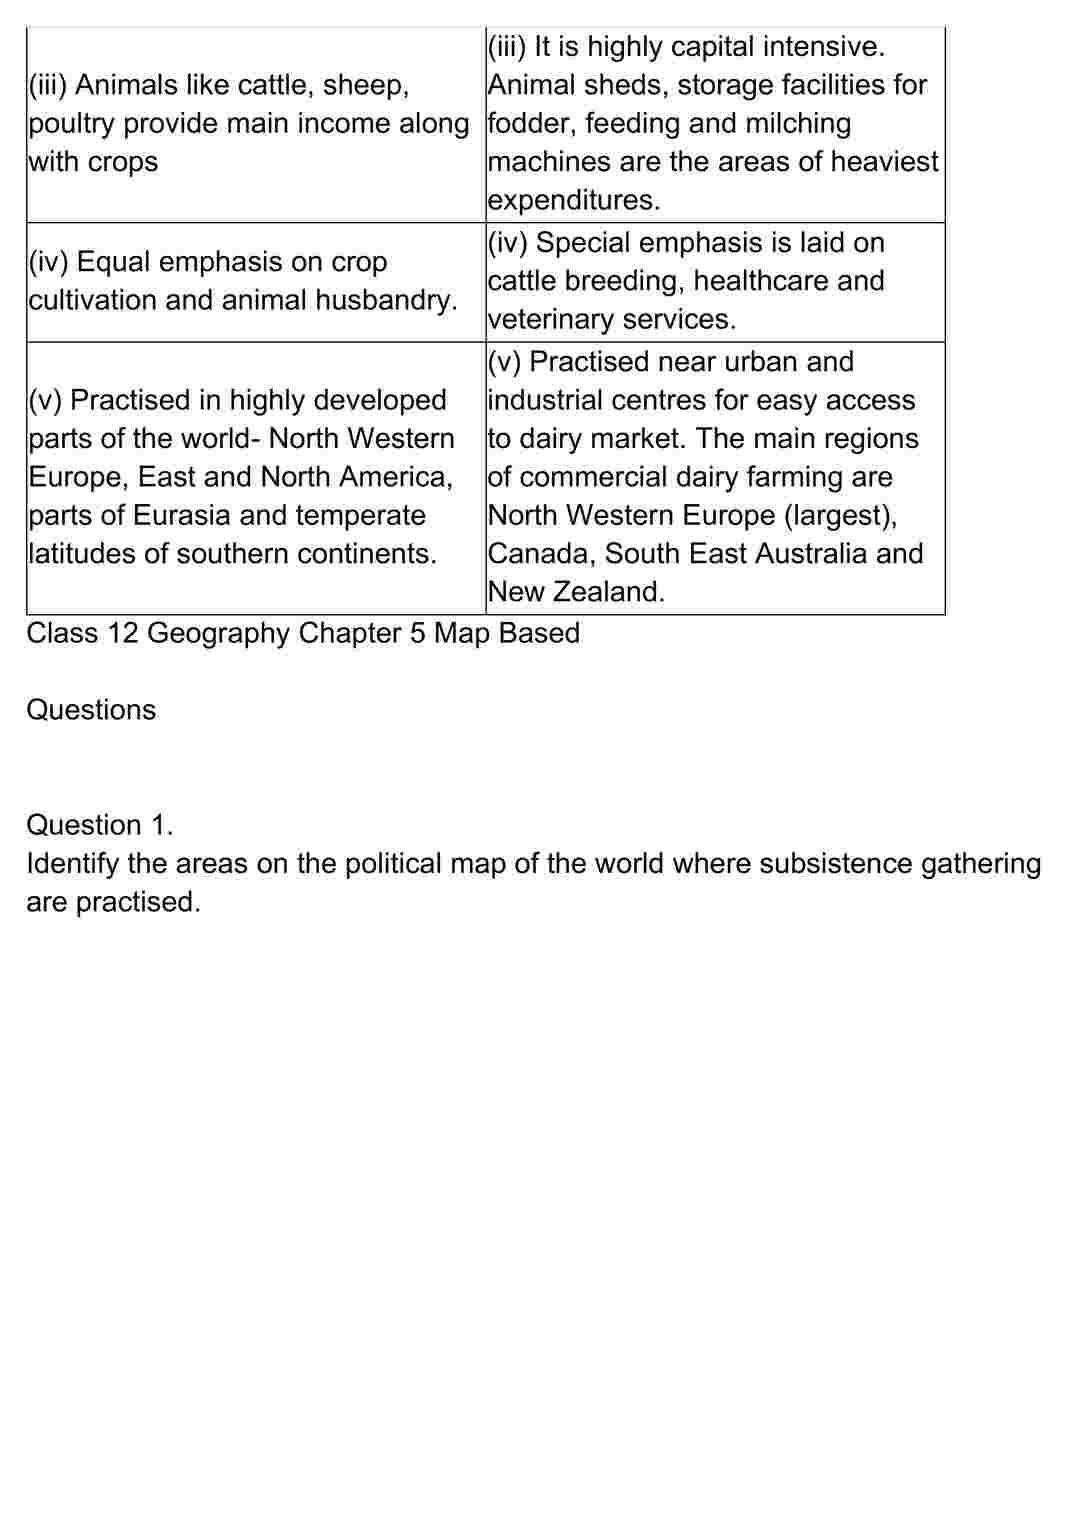 (iii) Animals like cattle, sheep,
poultry provide main income along
with crops
(iii) It is highly capital intensive.
Animal sheds, storage facilities for
fodder, feeding and milching
machines are the areas of heaviest
expenditures.
(iv) Equal emphasis on crop
cultivation and animal husbandry.
(iv) Special emphasis is laid on
cattle breeding, healthcare and
veterinary services.
(v) Practised in highly developed
parts of the world- North Western
Europe, East and North America,
parts of Eurasia and temperate
latitudes of southern continents.
(v) Practised near urban and
industrial centres for easy access
to dairy market. The main regions
of commercial dairy farming are
North Western Europe (largest),
Canada, South East Australia and
New Zealand.
Class 12 Geography Chapter 5 Map Based
Questions
Question 1.
Identify the areas on the political map of the world where subsistence gathering
are practised.